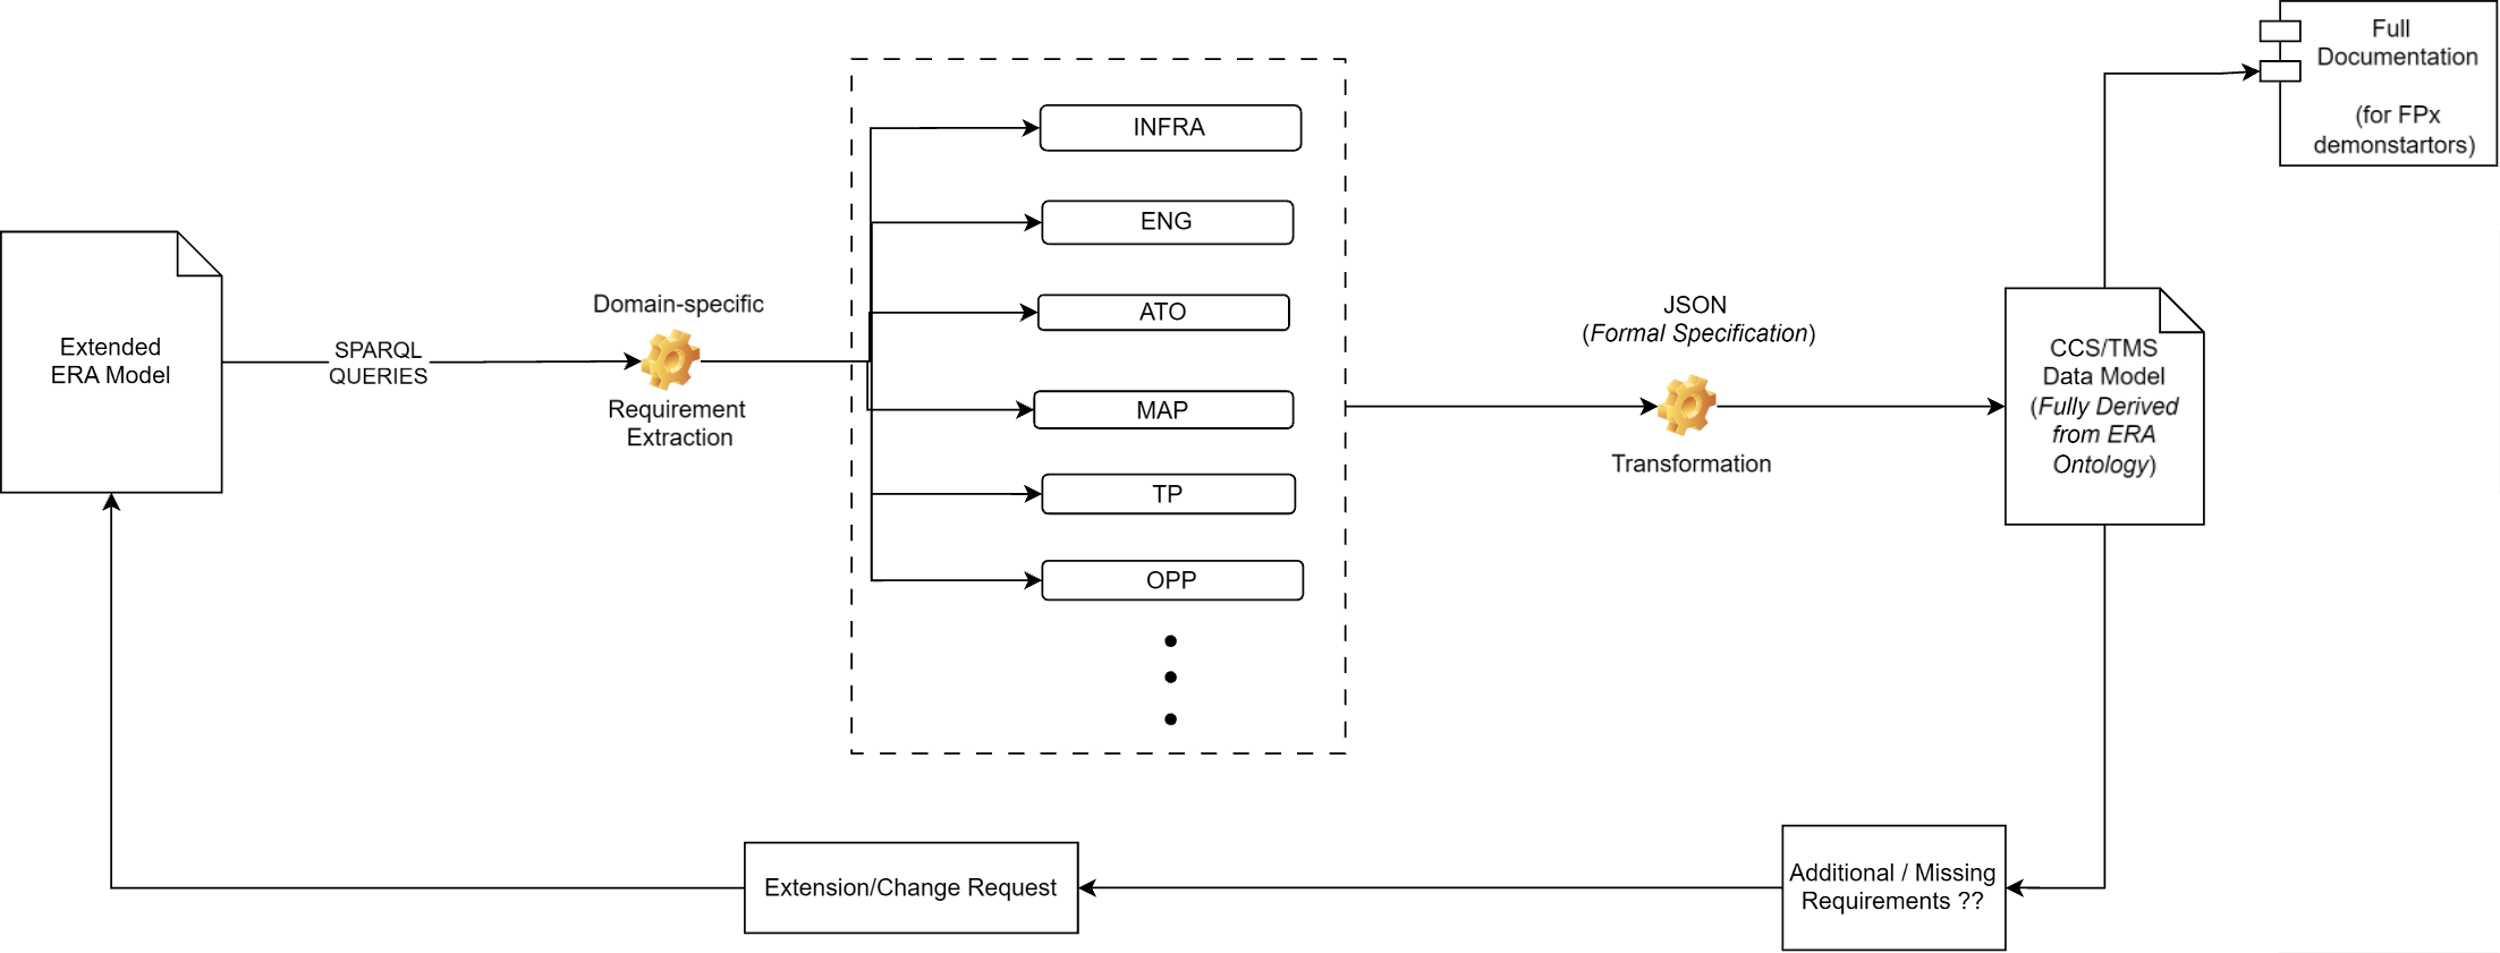 Full
Documentation
(for FPx
demonstartors)
Extended
ERA Model
SPARQL
QUERIES
Domain-specific
Requirement
Extraction
INFRA
ENG
ATO
MAP
TP
OPP
JSON
(Formal Specification)
Transformation
CCS/TMS
Data Model
(Fully Derived
from ERA
Ontology)
Extension/Change Request
Additional / Missing
Requirements ??